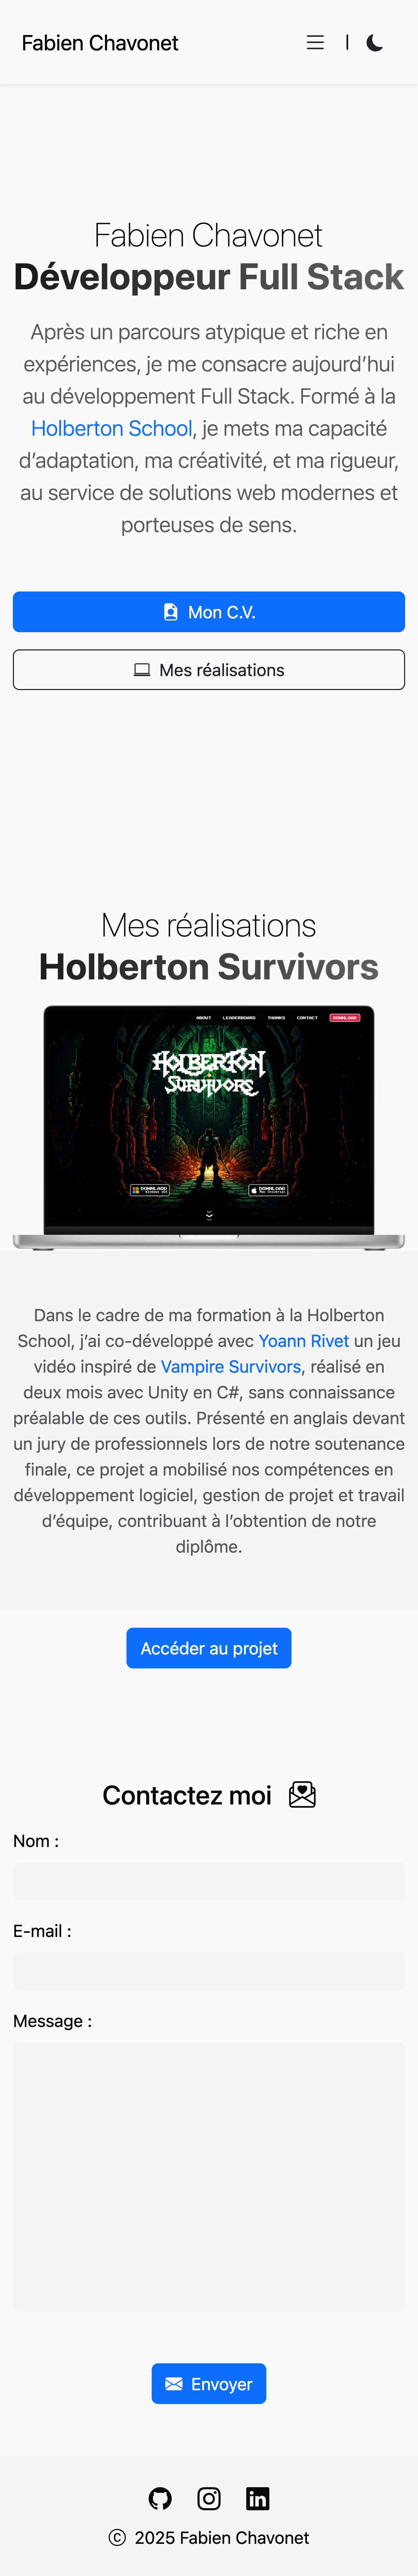 Fabien Chavonet
Fabien Chavonet
Développeur Full Stack
Après un parcours atypique et riche en
expériences, je me consacre aujourd’hui
au développement Full Stack. Formé à la
Holberton School, je mets ma capacité
d’adaptation, ma créativité, et ma rigueur,
au service de solutions web modernes et
porteuses de sens.
Mon C.V.
Mes réalisations
Mes réalisations
Holberton Survivors
ABOUT LEADERBOARD THANKS CONTACT DOWNLOAD
HOLBERTON
SURVIVORS
DOWNLOAD
Windows x64
DOWNLOAD
Mac Universal
Dans le cadre de ma formation à la Holberton
School, j’ai co-développé avec Yoann Rivet un jeu
vidéo inspiré de Vampire Survivors, réalisé en
deux mois avec Unity en C#, sans connaissance
préalable de ces outils. Présenté en anglais devant
un jury de professionnels lors de notre soutenance
finale, ce projet a mobilisé nos compétences en
développement logiciel, gestion de projet et travail
d’équipe, contribuant à l’obtention de notre
diplôme.
Accéder au projet
Contactez moi
Nom :
E-mail :
Message :
Envoyer
© 2025 Fabien Chavonet